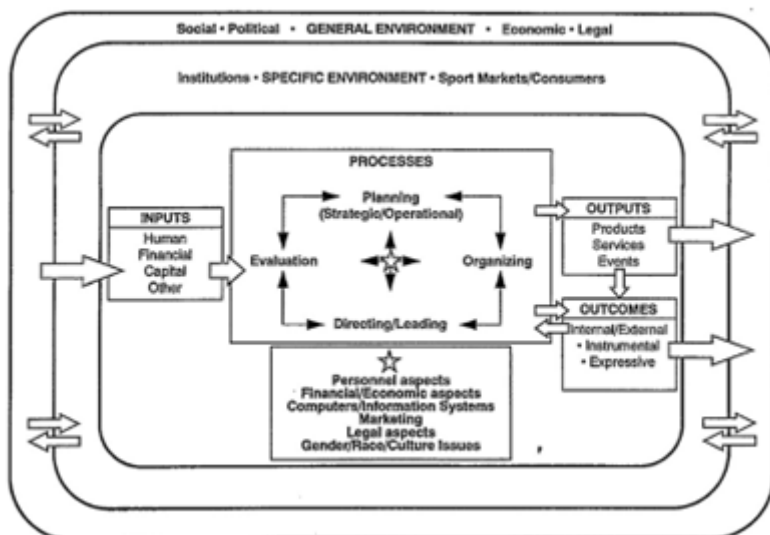 Social • Political • GENERAL ENVIRONMENT • Economic • Legal
Institutions • SPECIFIC ENVIRONMENT • Sport Markets/Consumers
PROCESSES
Planning
(Strategic/Operational)
INPUTS
Human
Financial
Capital
Other
Evaluation
Organizing
Directing/Leading
OUTPUTS
Products
Services
Events
OUTCOMES
Internal/External
• Instrumental
• Expressive
Personnel aspects
Financial/Economic aspects
Computers/Information Systems
Marketing
Legal aspects
Gender/Race/Culture Issues